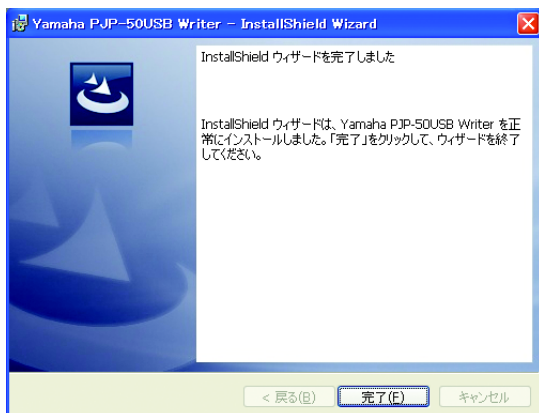 Yamaha PJP-50USB Writer - InstallShield Wizard
InstallShield ウィザードを完了しました
InstallShield ウィザードは、Yamaha PJP-50USB Writer を正
常にインストールしました。「完了」をクリックして、ウィザードを終了
してください。
< 戻る(B) 完了(F) キャンセル